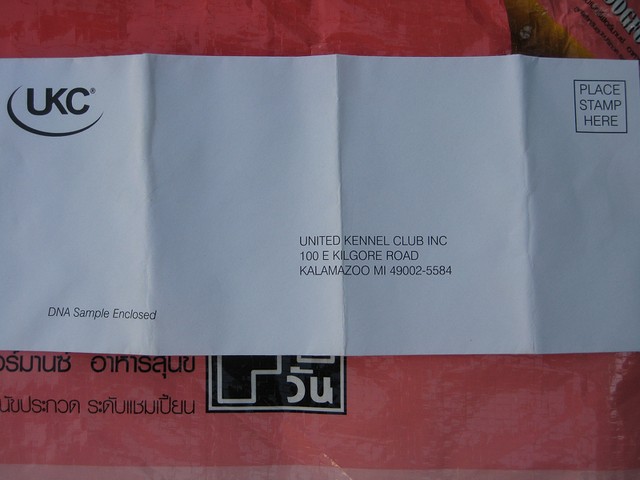 UKC®
PLACE
STAMP
HERE
UNITED KENNEL CLUB INC
100 E KILGORE ROAD
KALAMAZOO MI 49002-5584
DNA Sample Enclosed
อาหารสุนัข
วัน
ระดับแชมเปียน